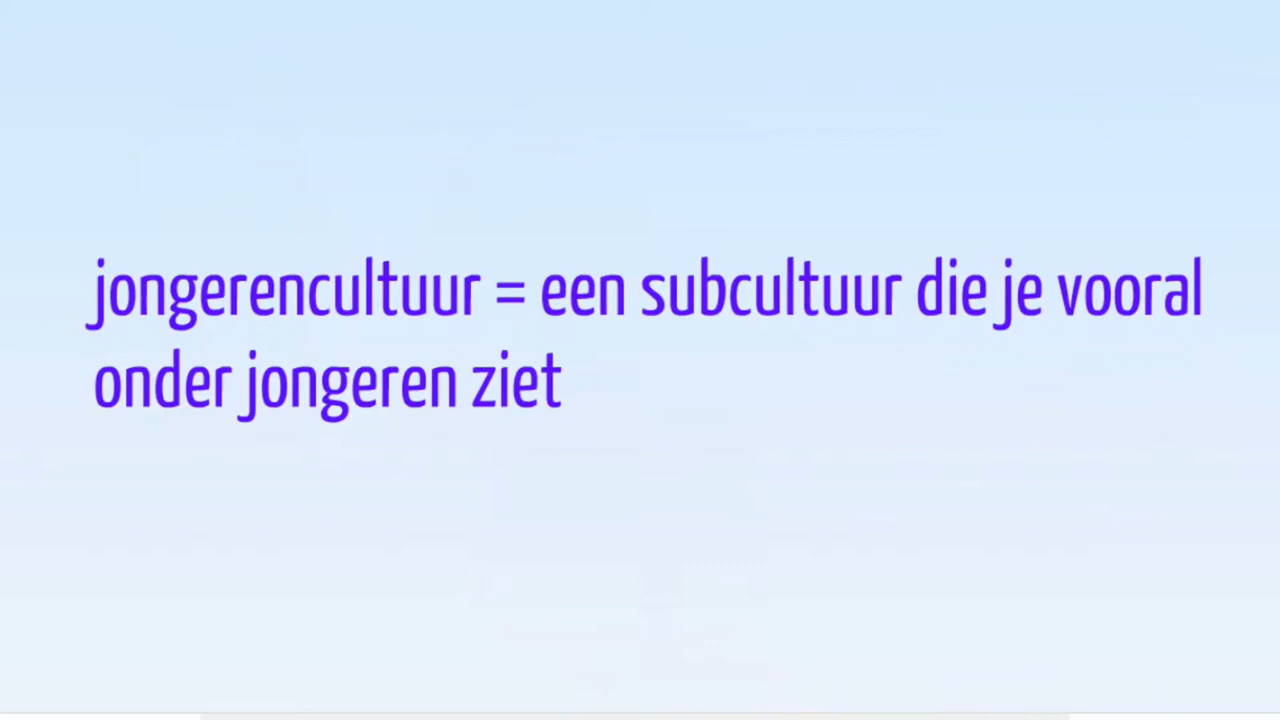 jongerencultuur = een subcultuur die je vooral
onder jongeren ziet